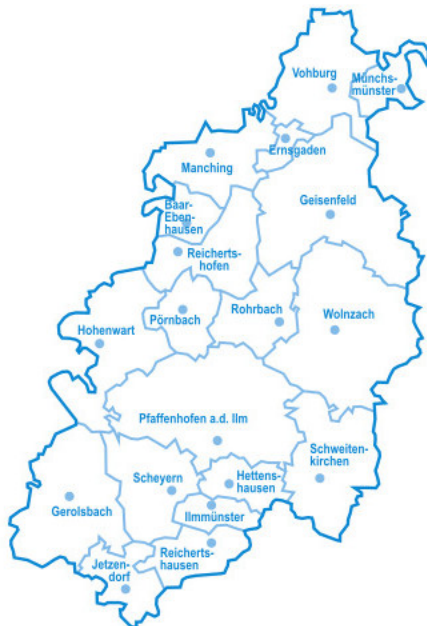 Vohburg
Münchs-
münster
Ernsgaden
Manching
Baar-
Eben-
hausen
Geisenfeld
Reicherts-
hofen
Pörnbach
Rohrbach
Wolnzach
Hohenwart
Pfaffenhofen a.d. Ilm
Schweiten-
kirchen
Scheyern
Hettens-
hausen
Gerolsbach
Ilmmünster
Reicherts-
hausen
Jetzen-
dorf